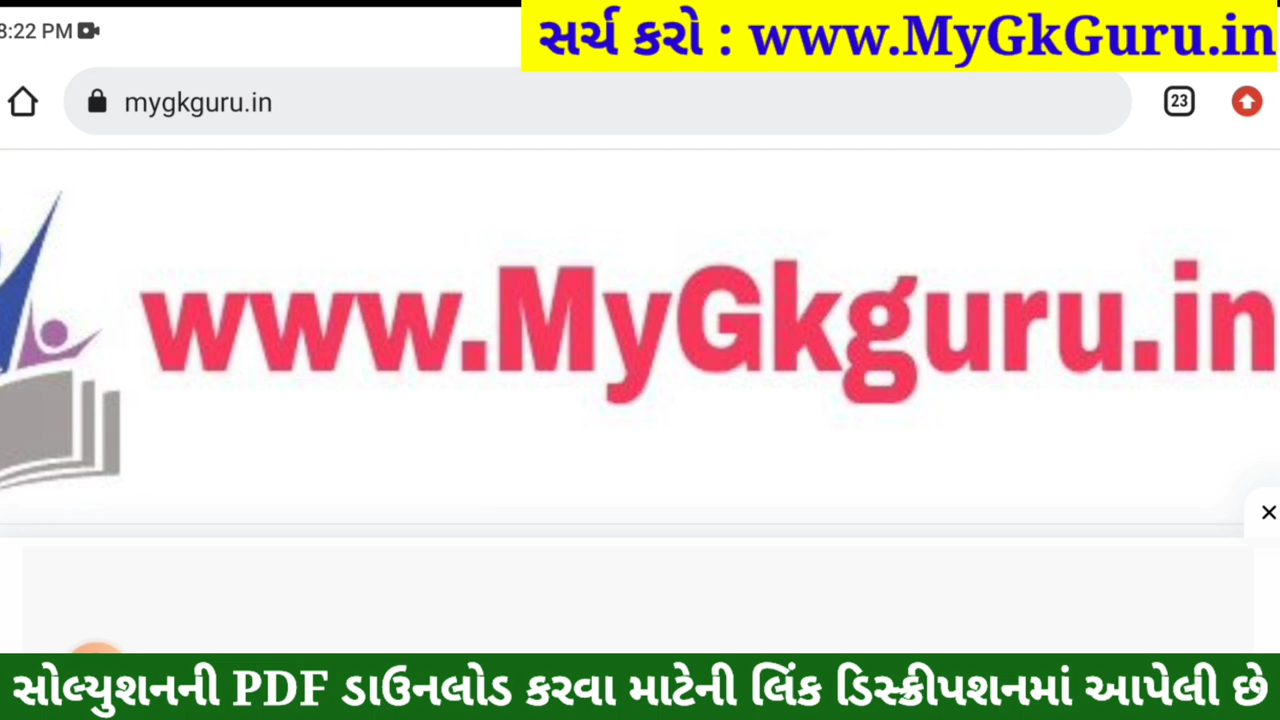 8:22 PM
સર્ચ કરો : www.MyGkGuru.in
mygkguru.in
23
www.MyGkguru.in
સોલ્યુશનની PDF ડાઉનલોડ કરવા માટેની લિંક ડિસ્ક્રીપશનમાં આપેલી છે